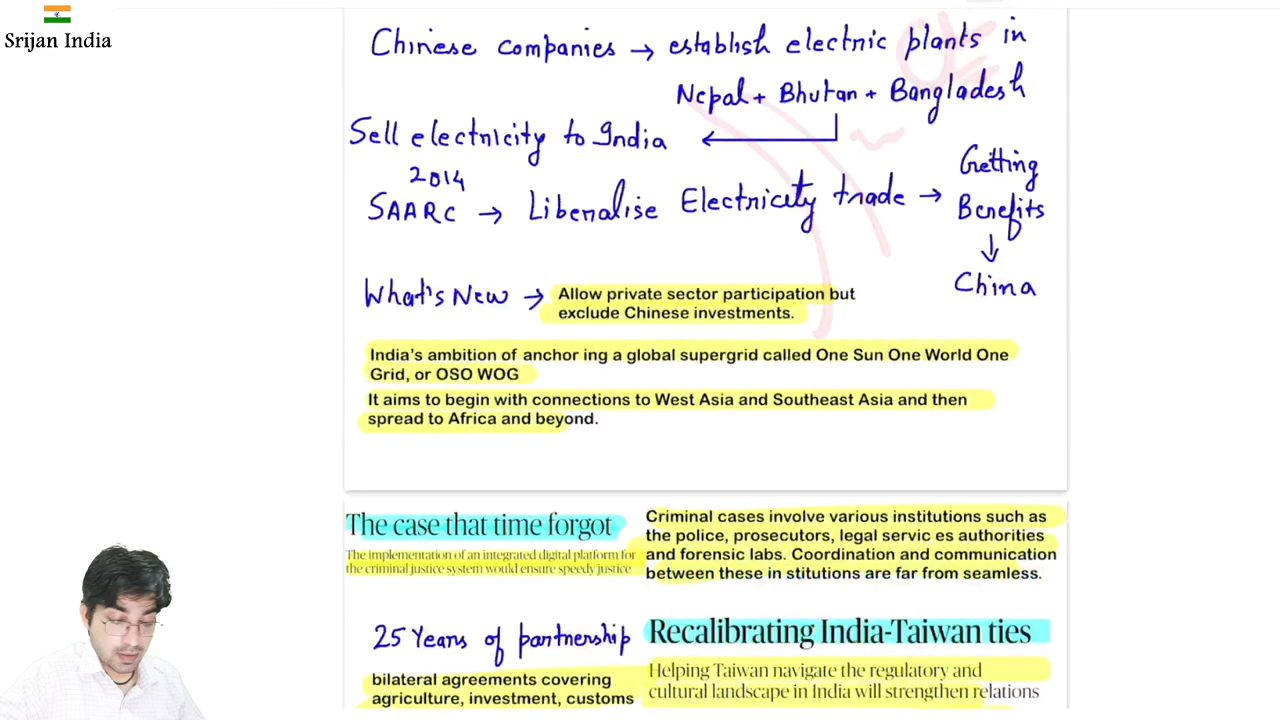 Srijan India
Chinese companies → establish electric plants in
Nepal + Bhutan + Bangladesh
Sell electricity to India
2014
SAARC → Liberalise Electricity trade → Getting
Benefits
↓
China
What's New → Allow private sector participation but
exclude Chinese investments.
India's ambition of anchor ing a global supergrid called One Sun One World One
Grid, or OSO WOG
It aims to begin with connections to West Asia and Southeast Asia and then
spread to Africa and beyond.
The case that time forgot
The implementation of an integrated digital platform for
the criminal justice system would ensure speedy justice
Criminal cases involve various institutions such as
the police, prosecutors, legal servic es authorities
and forensic labs. Coordination and communication
between these in stitutions are far from seamless.
25 Years of partnership
bilateral agreements covering
agriculture, investment, customs
Recalibrating India-Taiwan ties
Helping Taiwan navigate the regulatory and
cultural landscape in India will strengthen relations